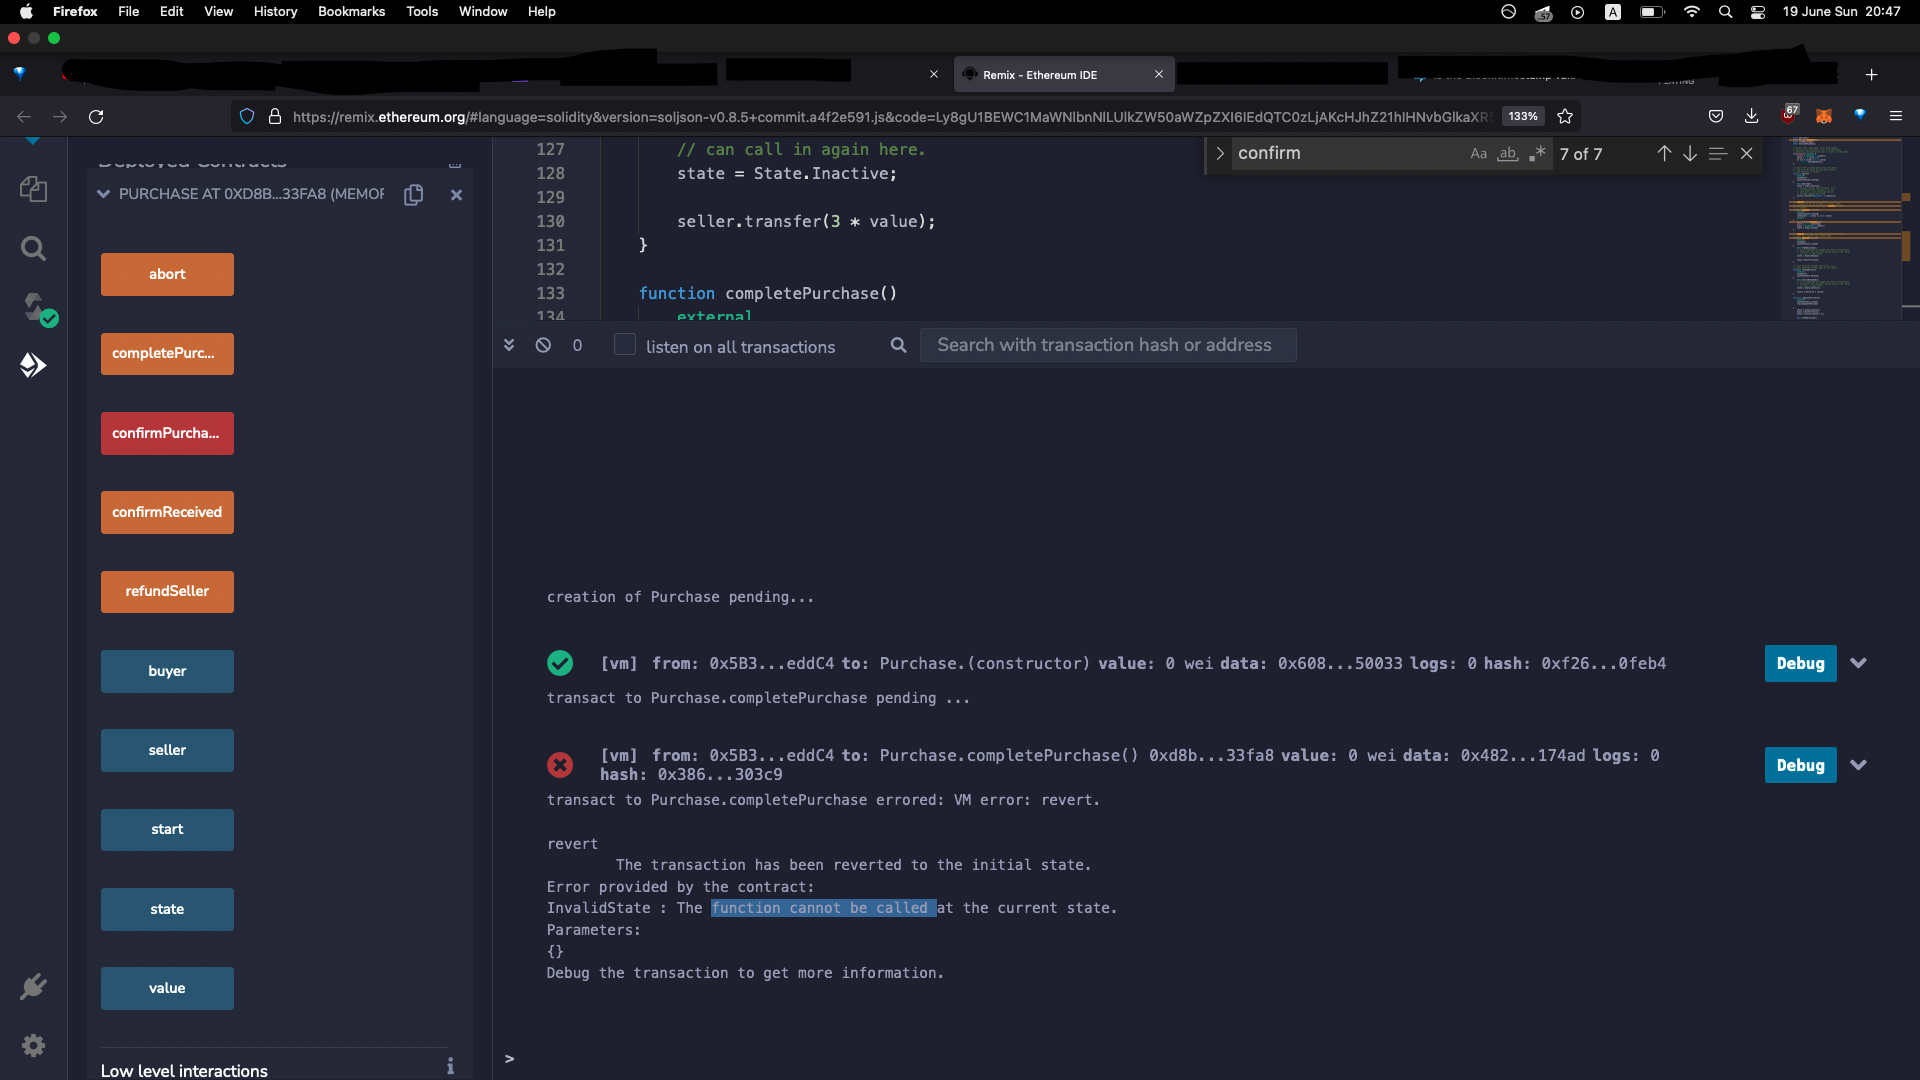 Firefox File Edit View History Bookmarks Tools Window Help
57 A 19 June Sun 20:47
Remix - Ethereum IDE
https://remix.ethereum.org/#language=solidity&version=soljson-v0.8.5+commit.a4f2e591.js&code=Ly8gU1BEWC1MaWNlbnNlLUlkZW50aWZpZXI6IEdQTC0zLjAKcHJhZ21hIHNvbGlkaXR5
133%
67
Deployed Contracts
PURCHASE AT 0XD8B...33FA8 (MEMOR
abort
completePurc...
confirmPurcha...
confirmReceived
refundSeller
buyer
seller
start
state
value
Low level interactions
127 // can call in again here.
128 state = State.Inactive;
129
130 seller.transfer(3 * value);
131 }
132
133 function completePurchase()
134 external
confirm Aa ab .* 7 of 7
0 listen on all transactions Search with transaction hash or address
creation of Purchase pending...
[vm] from: 0x5B3...eddC4 to: Purchase.(constructor) value: 0 wei data: 0x608...50033 logs: 0 hash: 0xf26...0feb4
Debug
transact to Purchase.completePurchase pending ...
[vm] from: 0x5B3...eddC4 to: Purchase.completePurchase() 0xd8b...33fa8 value: 0 wei data: 0x482...174ad logs: 0
hash: 0x386...303c9
Debug
transact to Purchase.completePurchase errored: VM error: revert.
revert
The transaction has been reverted to the initial state.
Error provided by the contract:
InvalidState : The function cannot be called at the current state.
Parameters:
{}
Debug the transaction to get more information.
>